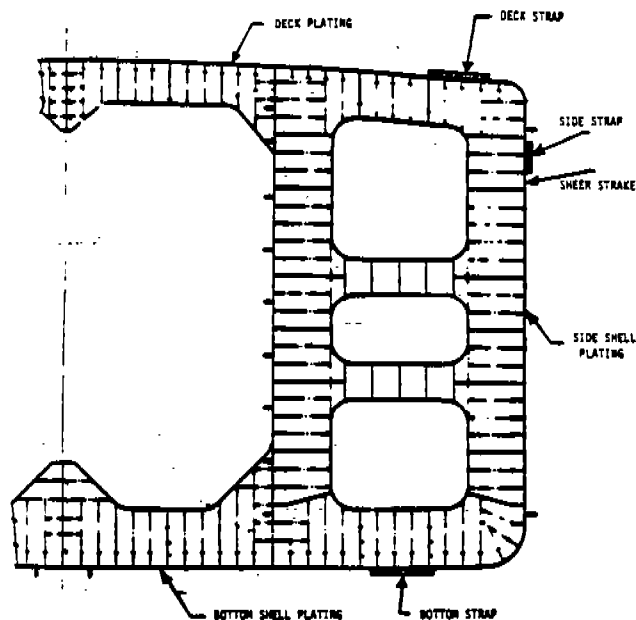 DECK PLATING
DECK STRAP
SIDE STRAP
SHEER STRAKE
SIDE SHELL
PLATING
BOTTOM SHELL PLATING
BOTTOM STRAP